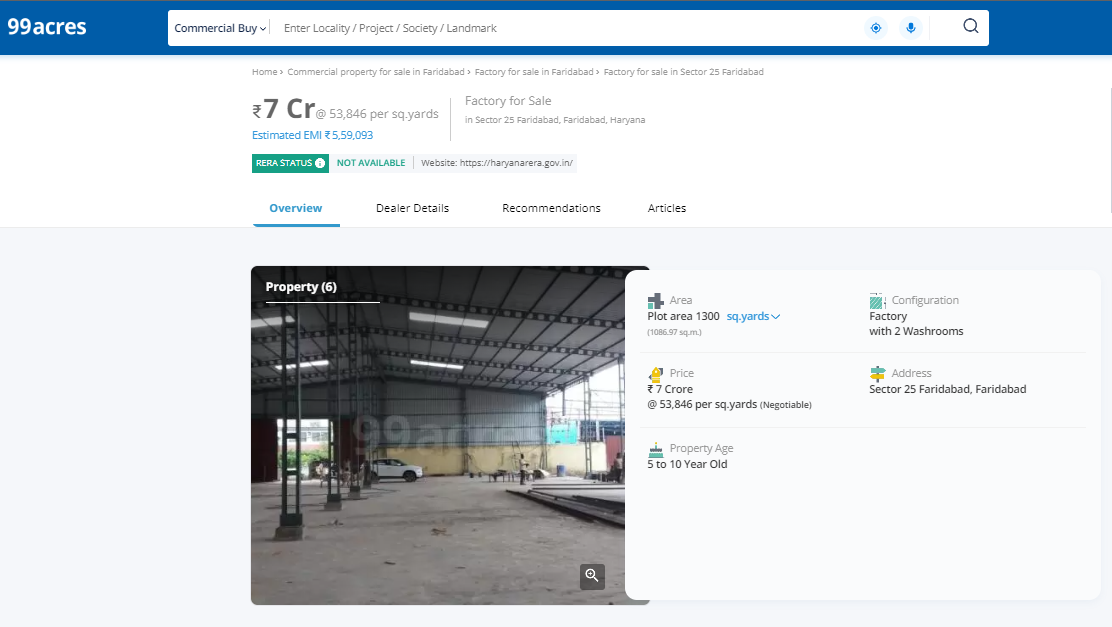 99acres
Commercial Buy
Enter Locality / Project / Society / Landmark
Home › Commercial property for sale in Faridabad › Factory for sale in Faridabad › Factory for sale in Sector 25 Faridabad
₹7 Cr@ 53,846 per sq.yards
Estimated EMI ₹5,59,093
Factory for Sale
in Sector 25 Faridabad, Faridabad, Haryana
RERA STATUS i NOT AVAILABLE
Website: https://haryanarera.gov.in/
Overview
Dealer Details
Recommendations
Articles
Property (6)
99acres
Area
Plot area 1300 sq.yards
(1086.97 sq.m.)
Configuration
Factory
with 2 Washrooms
Price
₹ 7 Crore
@ 53,846 per sq.yards (Negotiable)
Address
Sector 25 Faridabad, Faridabad
Property Age
5 to 10 Year Old